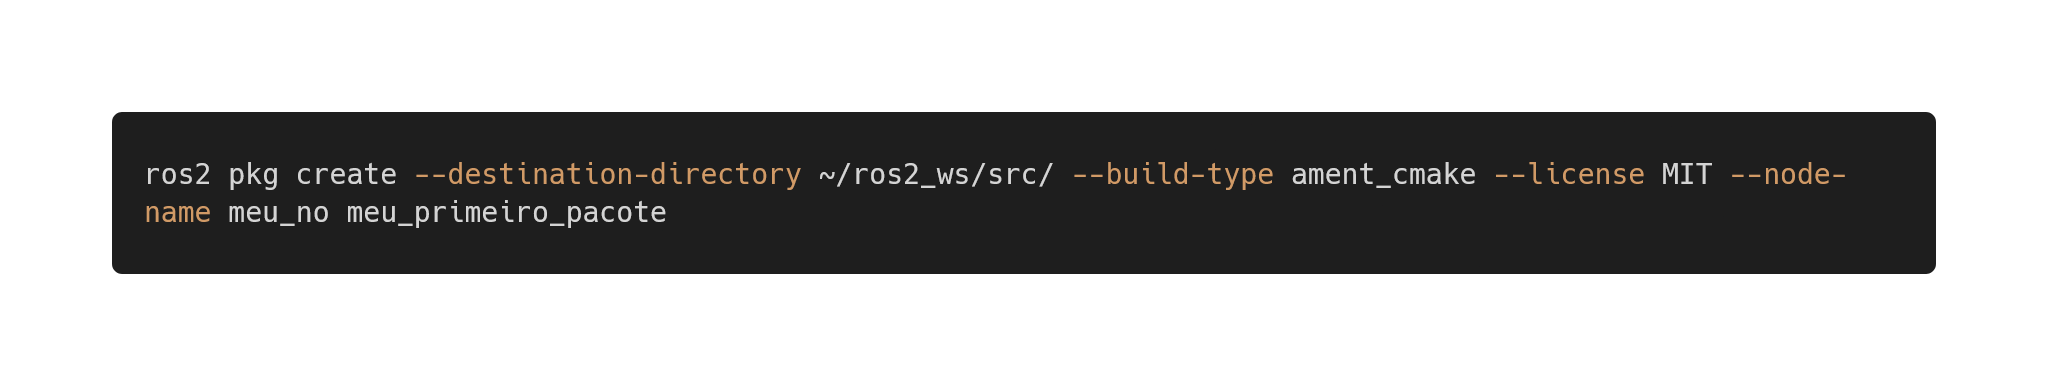 ros2 pkg create --destination-directory ~/ros2_ws/src/ --build-type ament_cmake --license MIT --node-
name meu_no meu_primeiro_pacote